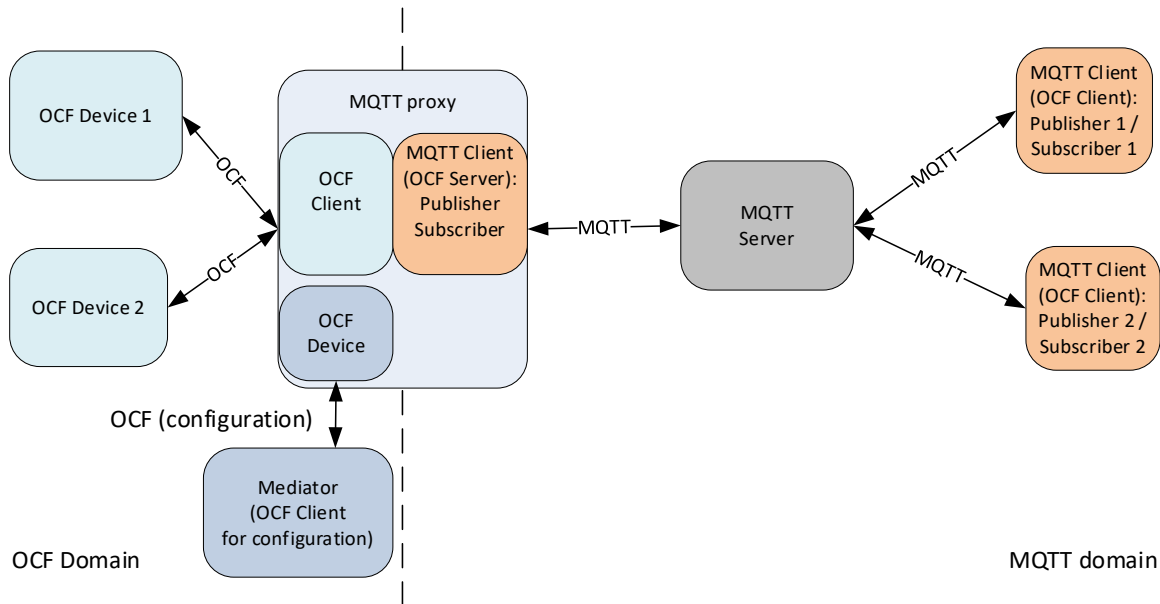 OCF Device 1
OCF
OCF Device 2
OCF
MQTT proxy
OCF
Client
MQTT Client
(OCF Server):
Publisher
Subscriber
OCF
Device
OCF (configuration)
Mediator
(OCF Client
for configuration)
MQTT
MQTT
Server
MQTT
MQTT
MQTT Client
(OCF Client):
Publisher 1 /
Subscriber 1
MQTT Client
(OCF Client):
Publisher 2 /
Subscriber 2
OCF Domain
MQTT domain